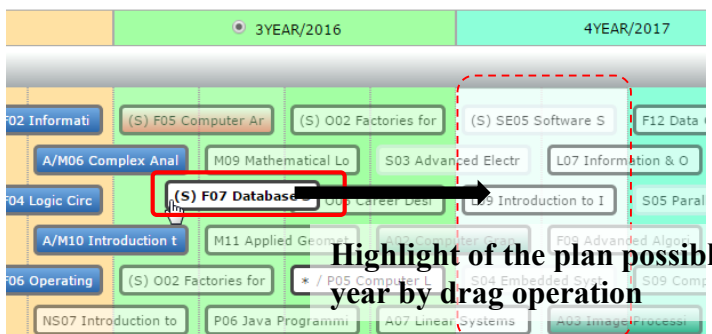 3YEAR/2016 4YEAR/2017
F02 Informati (S) F05 Computer Ar (S) O02 Factories for (S) SE05 Software S F12 Data
A/M06 Complex Anal M09 Mathematical Lo S03 Advanced Electr L07 Information & O
F04 Logic Circ (S) F07 Database Career Desi L09 Introduction to I S05 Paral
A/M10 Introduction t M11 Applied Geomet A02 Computer Grap F09 Advanced Algori
Highlight of the plan possibl
F06 Operating (S) O02 Factories for * / P05 Computer L S04 Embedded Syst S09 Comp
year by drag operation
NS07 Introduction to P06 Java Programmi A07 Linear Systems A03 Image Processi